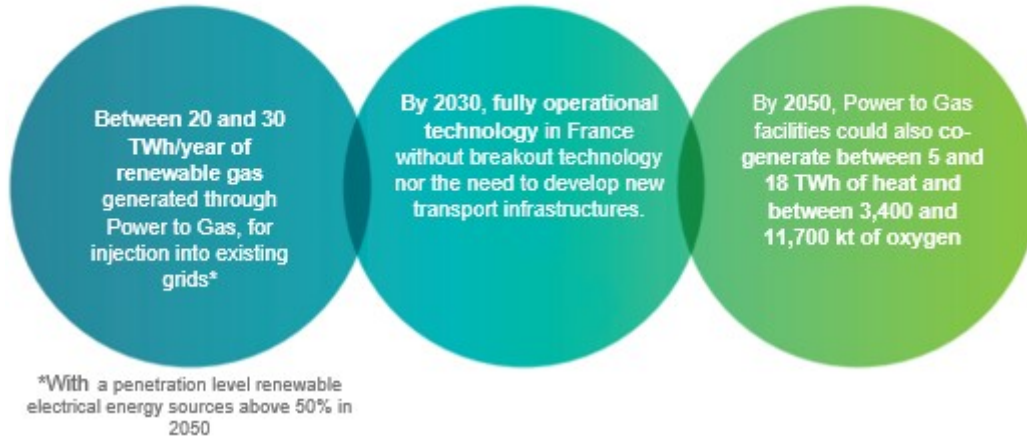 Between 20 and 30
TWh/year of
renewable gas
generated through
Power to Gas, for
injection into existing
grids*
By 2030, fully operational
technology in France
without breakout technology
nor the need to develop new
transport infrastructures.
By 2050, Power to Gas
facilities could also co-
generate between 5 and
18 TWh of heat and
between 3,400 and
11,700 kt of oxygen
*With a penetration level renewable
electrical energy sources above 50% in
2050